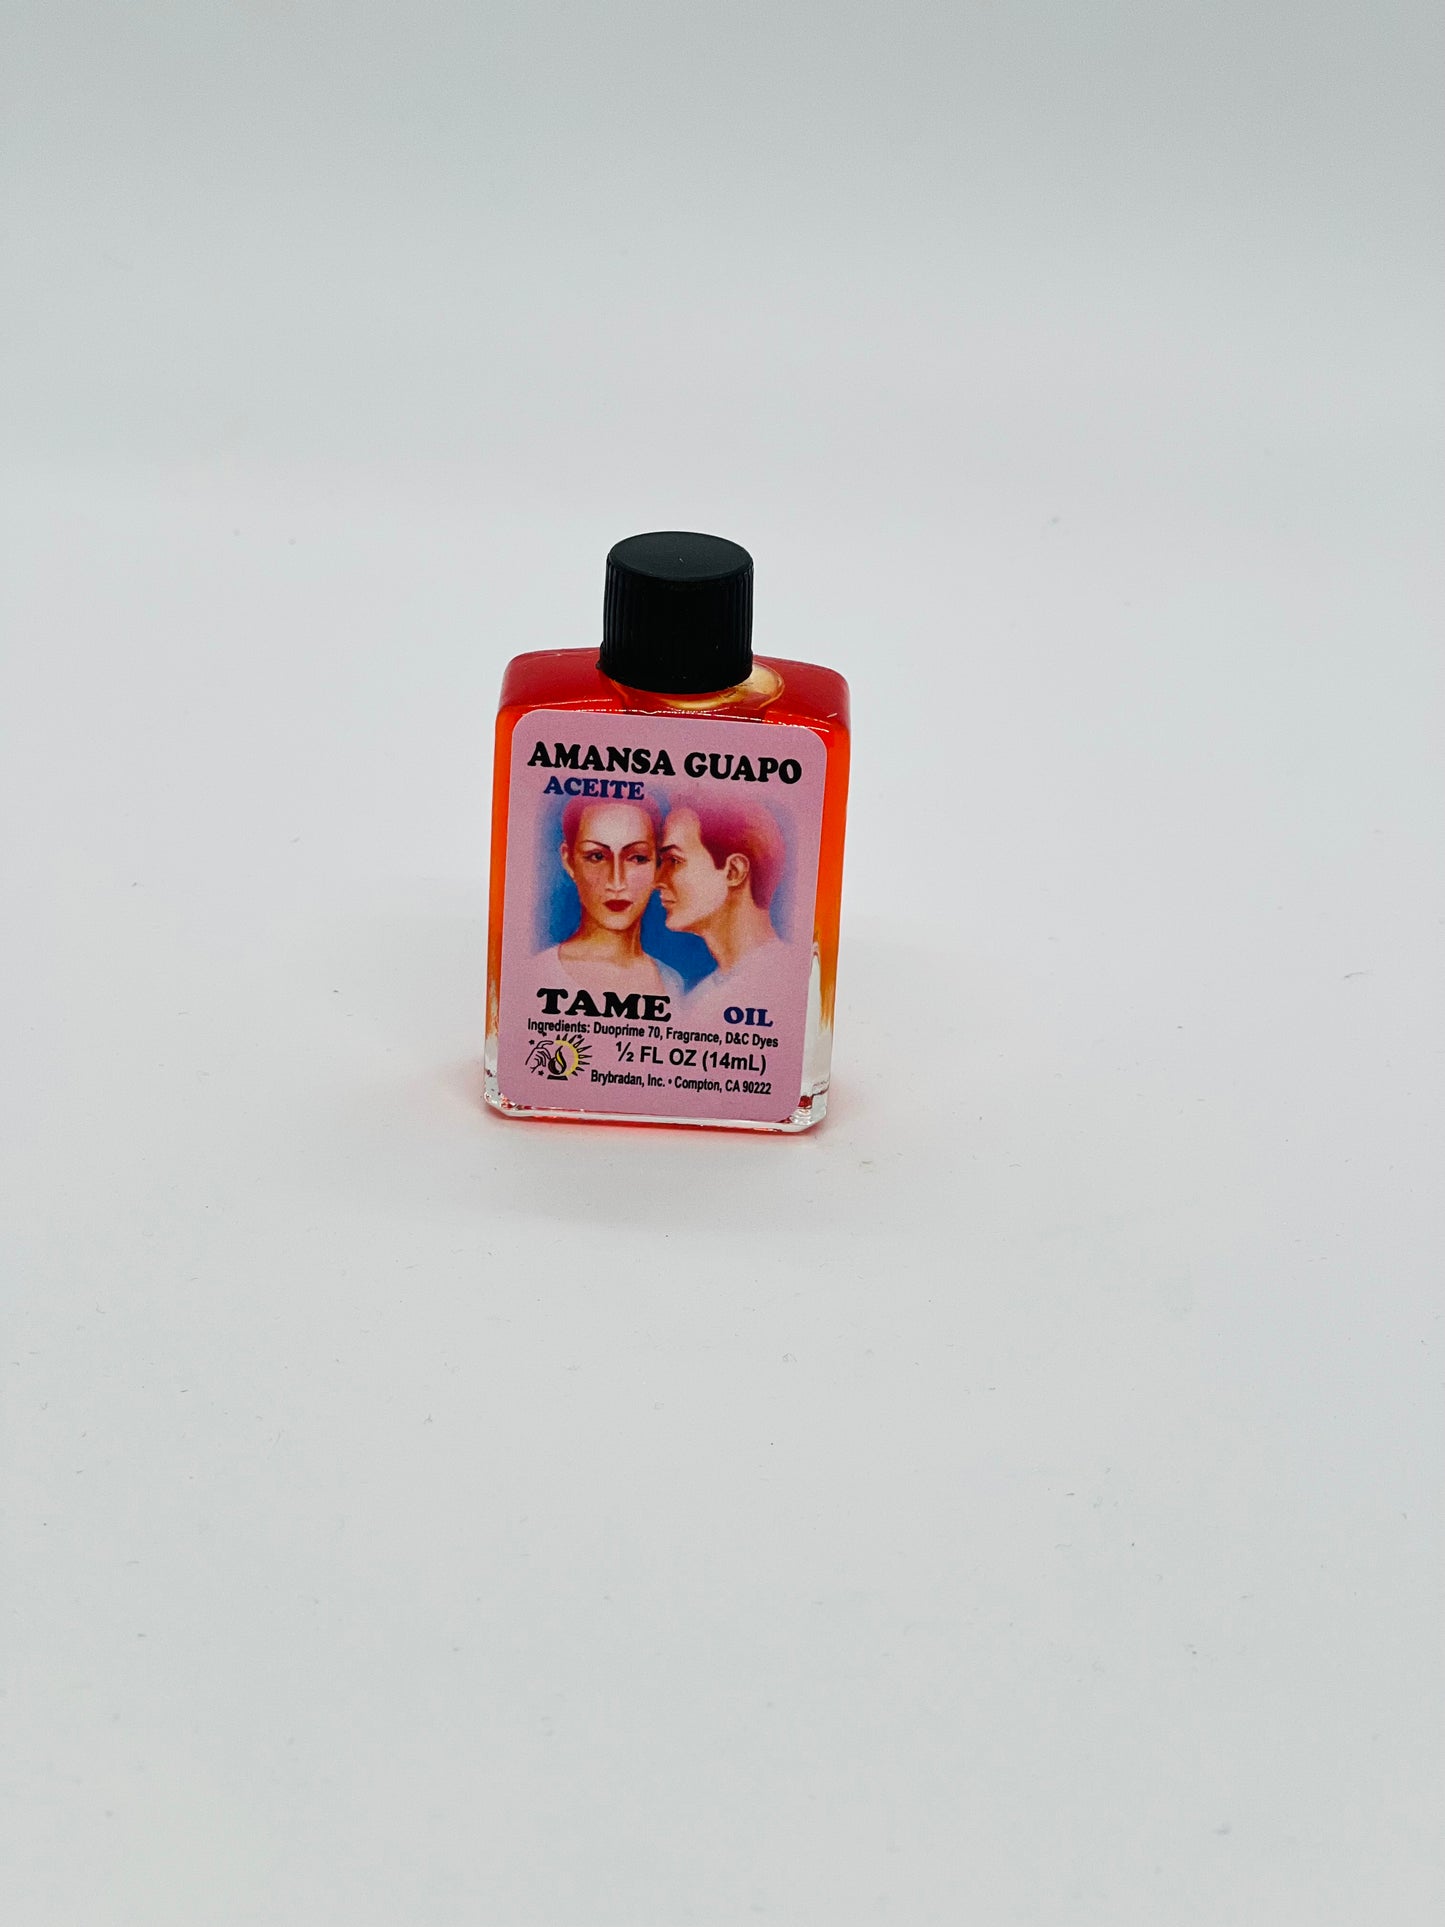 AMANSA GUAPO
ACEITE
TAME OIL
Ingredients: Duoprime 70, Fragrance, D&C Dyes
½ FL OZ (14mL)
Brybradan, Inc. • Compton, CA 90222